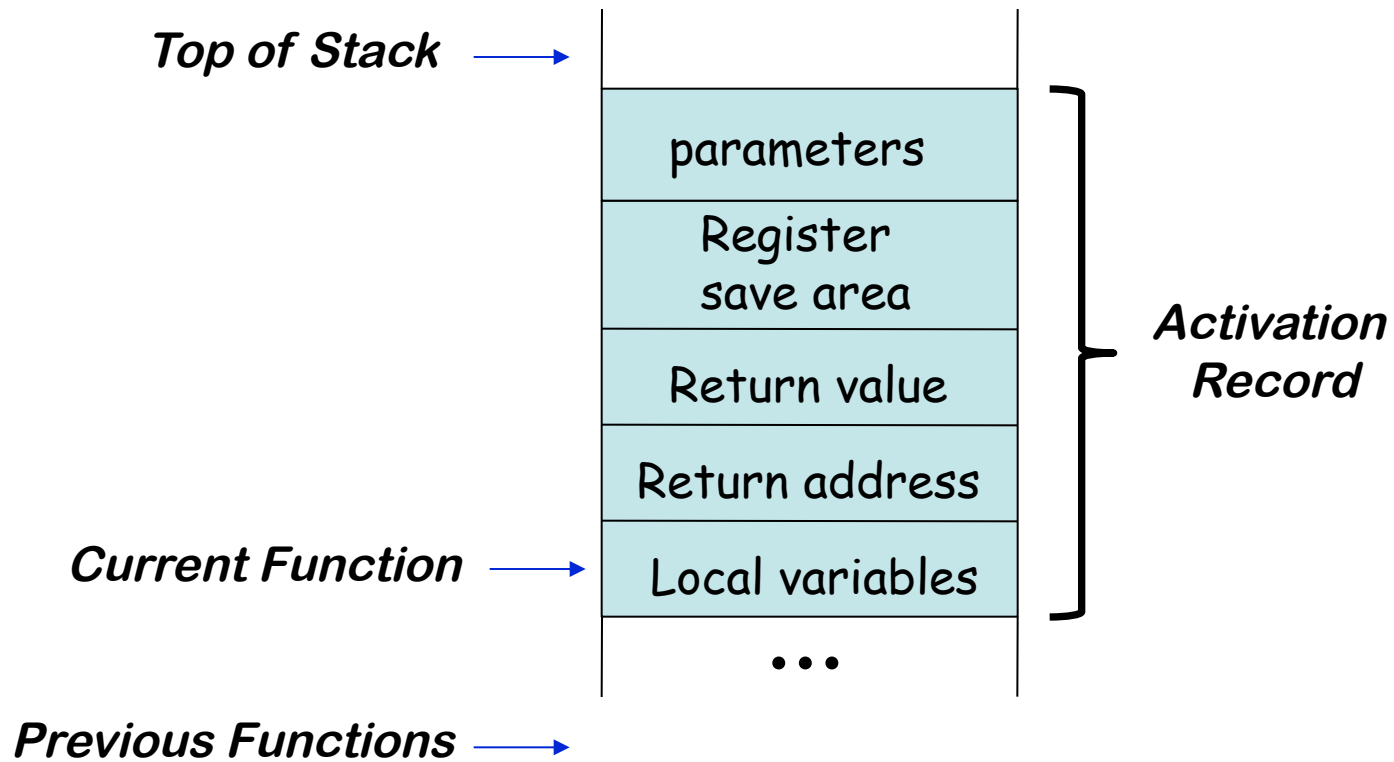 Top of Stack
parameters
Register
save area
Return value
Return address
Local variables
Activation
Record
Current Function
...
Previous Functions